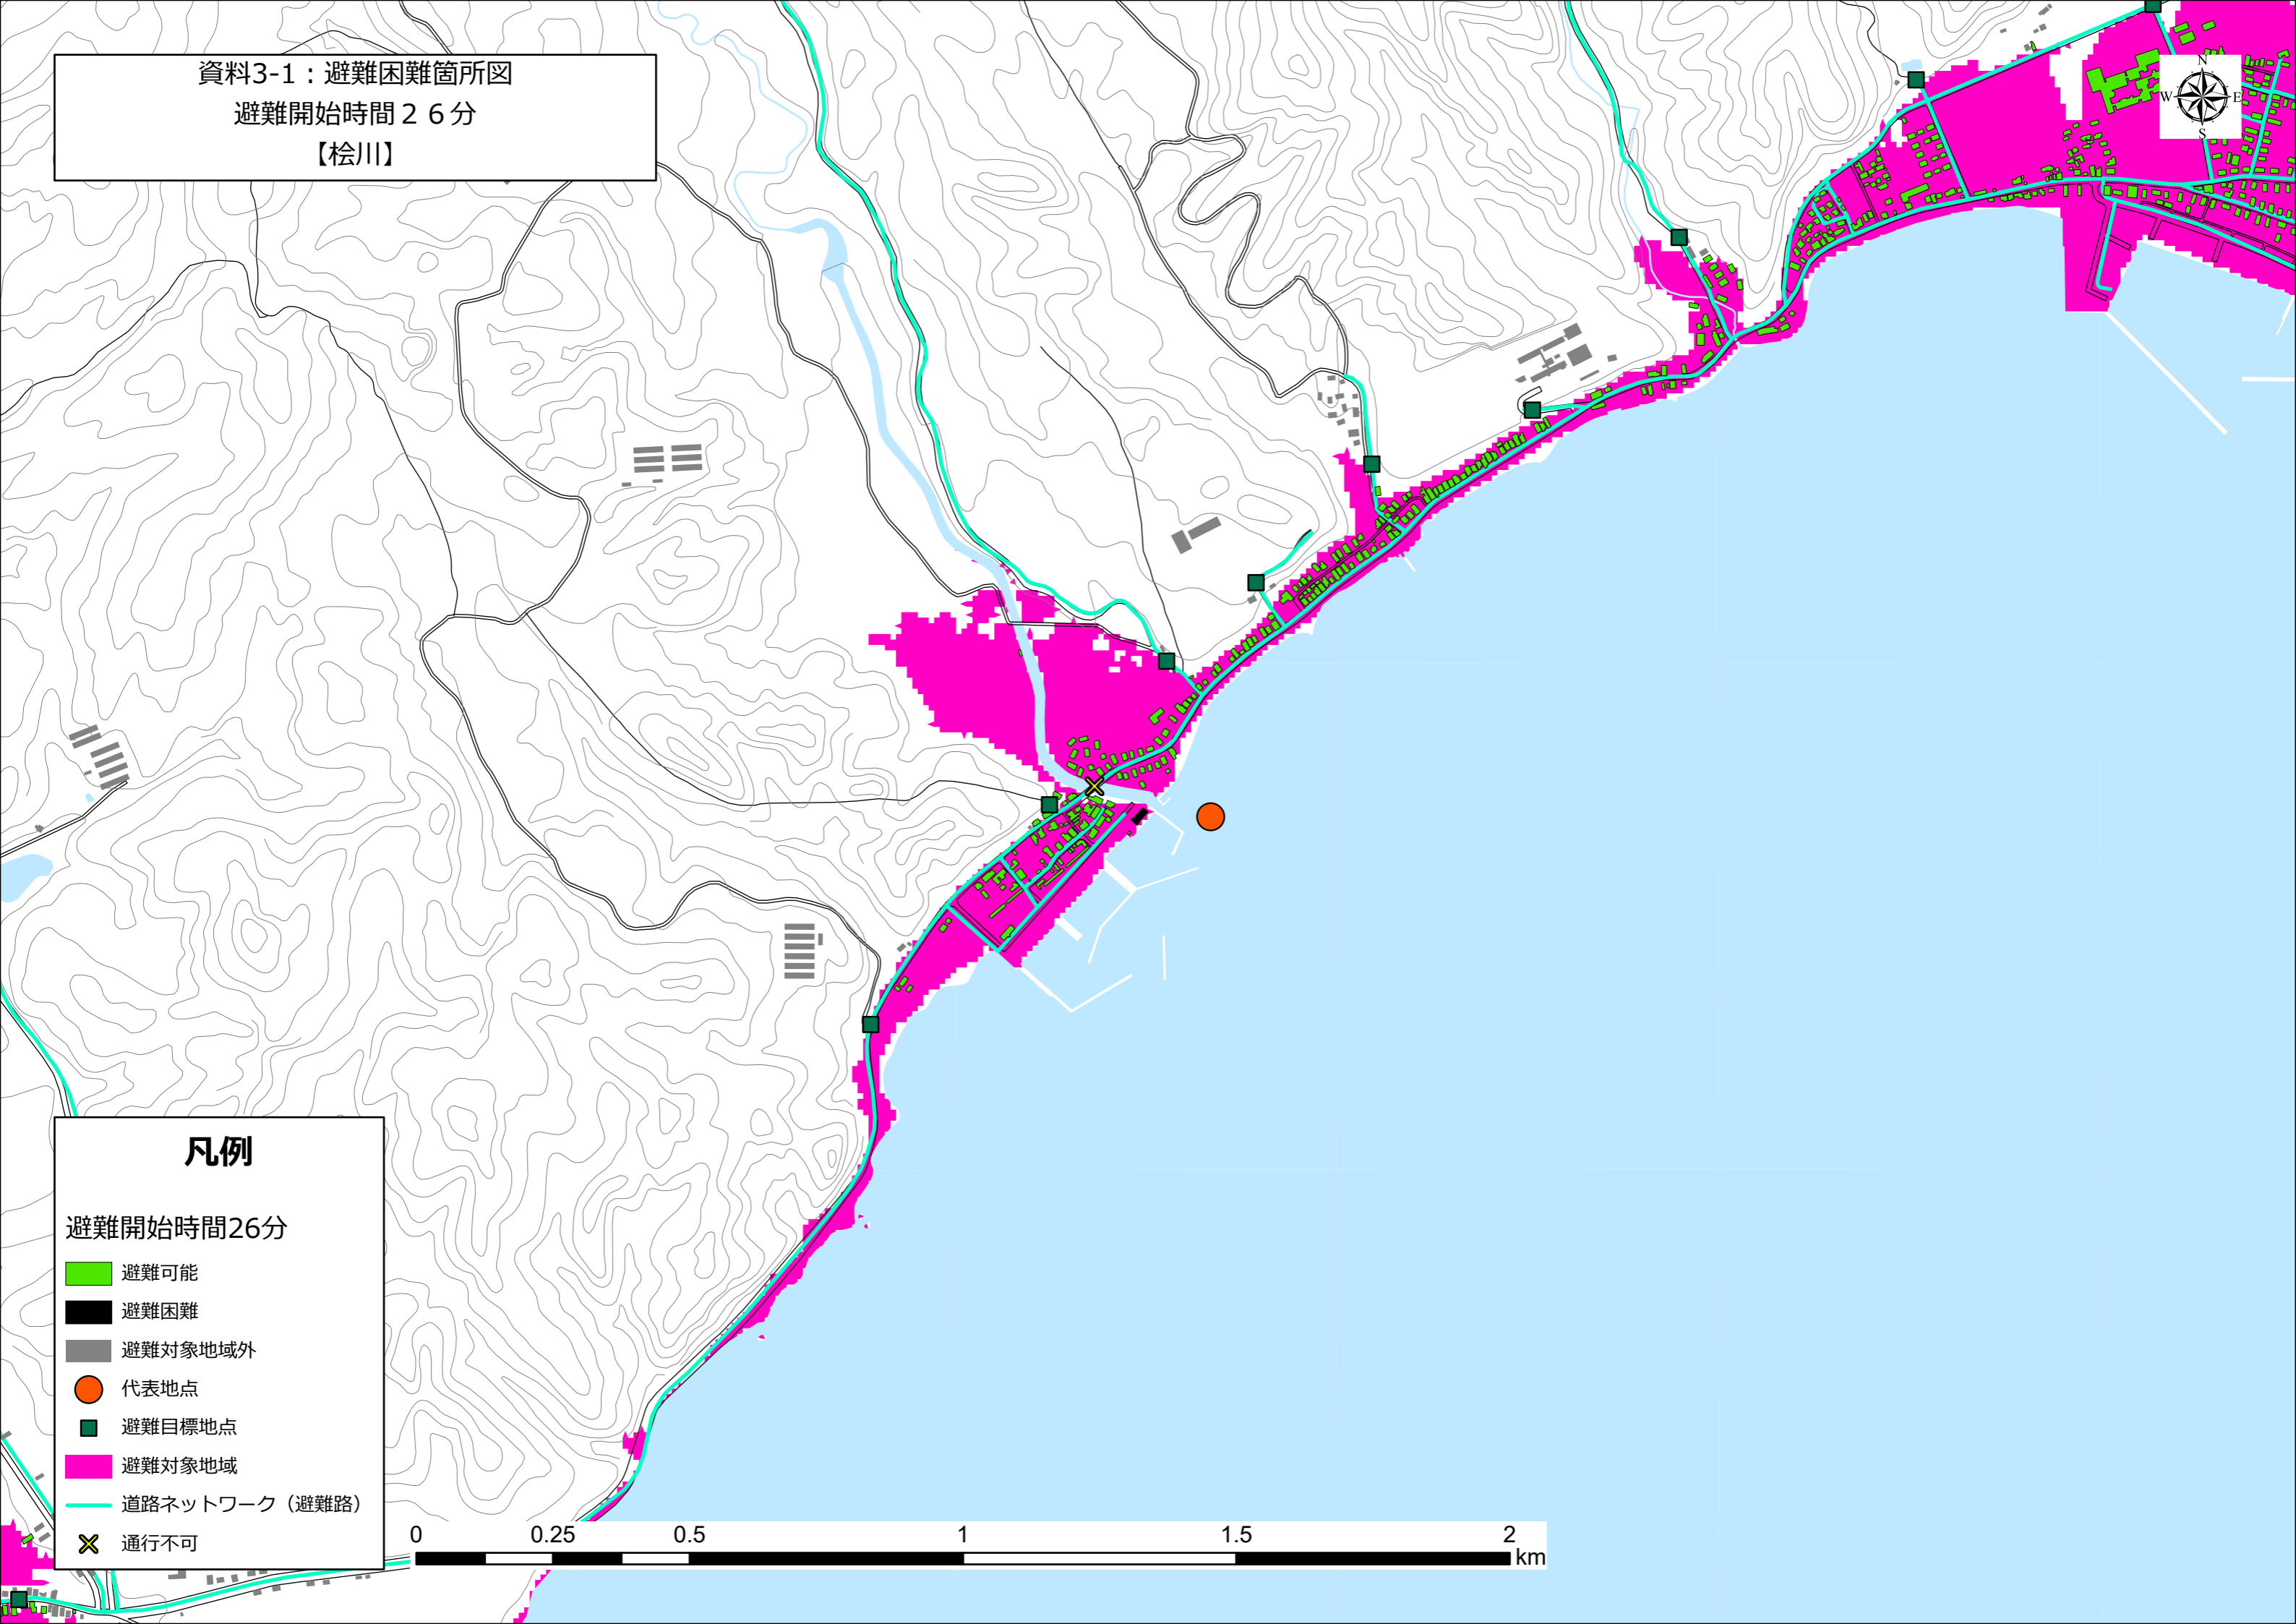 資料3-1：避難困難箇所図
避難開始時間２６分
【桧川】
N
W E
S
凡例
避難開始時間26分
避難可能
避難困難
避難対象地域外
代表地点
避難目標地点
避難対象地域
道路ネットワーク（避難路）
通行不可
0 0.25 0.5 1 1.5 2
km